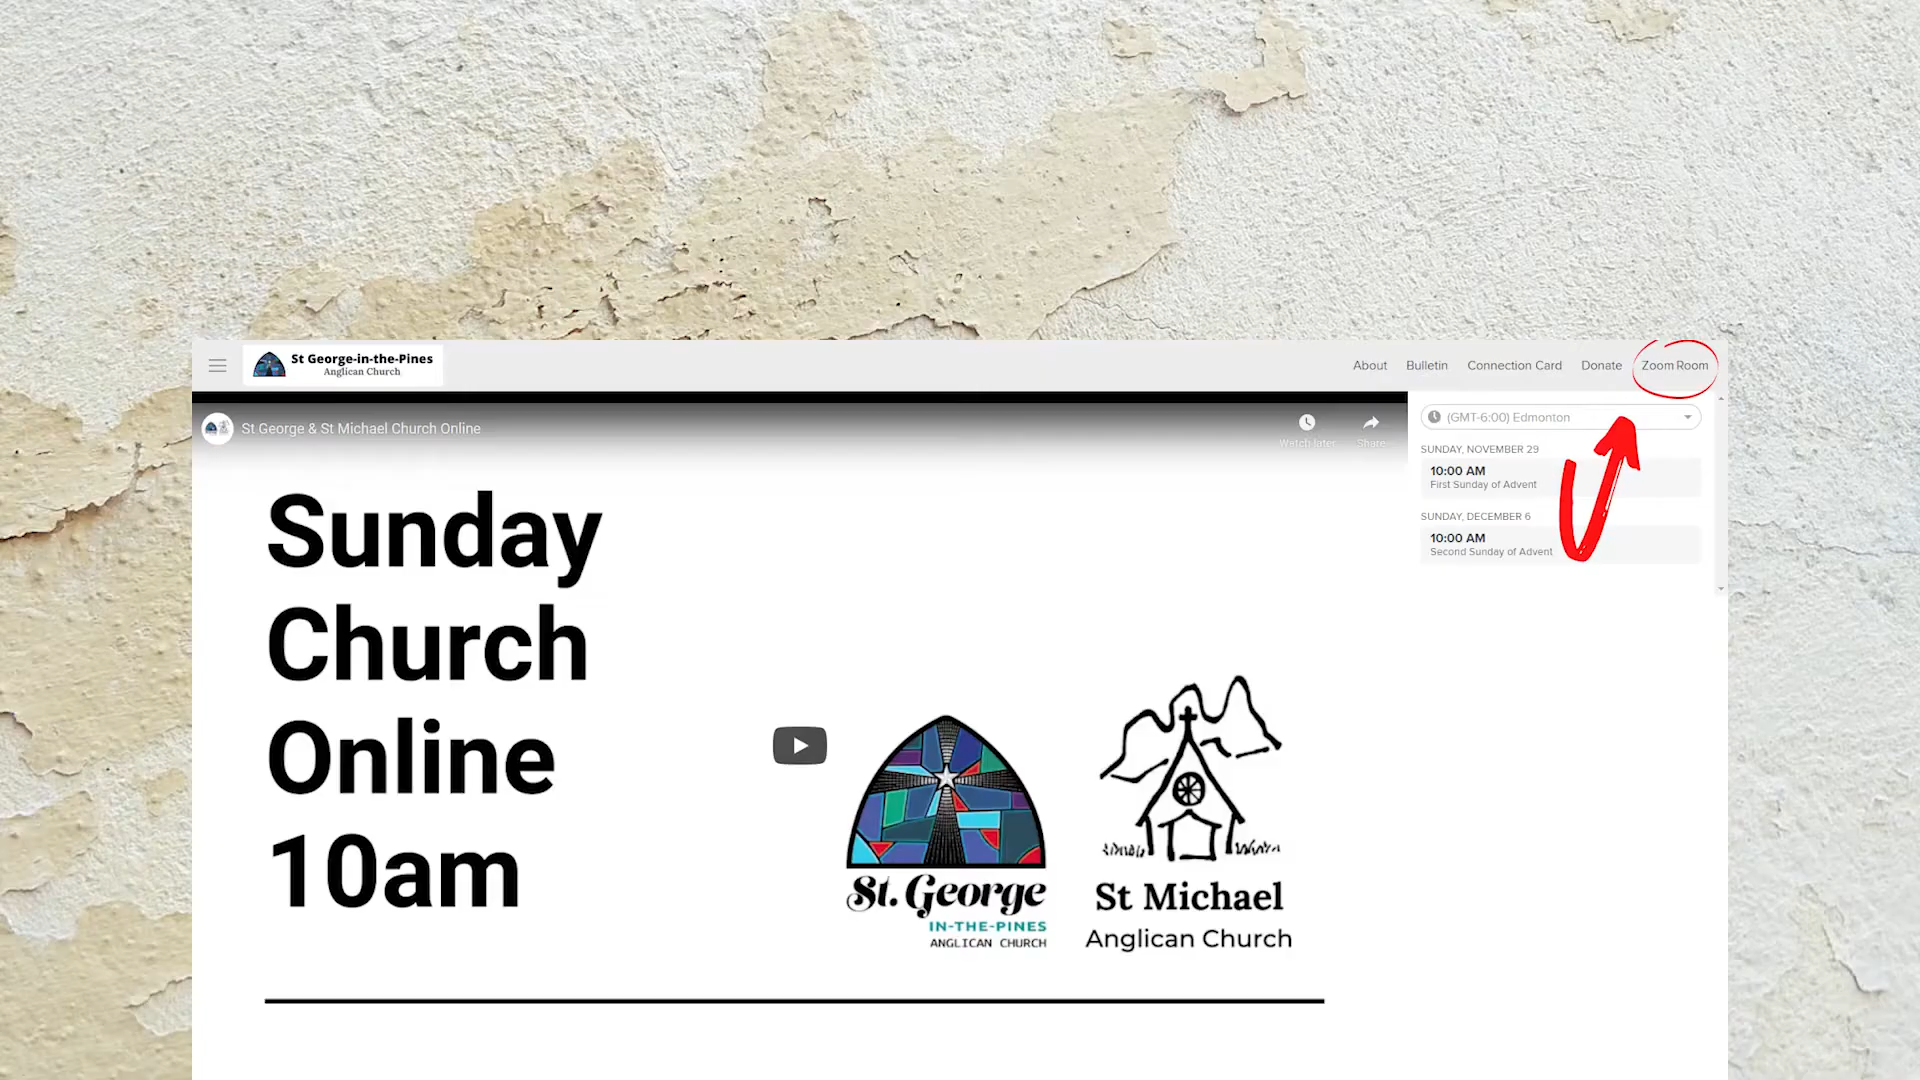 St George-in-the-Pines
Anglican Church
About Bulletin Connection Card Donate Zoom Room
St George & St Michael Church Online
Watch later Share
(GMT-6:00) Edmonton
SUNDAY, NOVEMBER 29
10:00 AM
First Sunday of Advent
SUNDAY, DECEMBER 6
10:00 AM
Second Sunday of Advent
Sunday
Church
Online
10am
St. George
IN-THE-PINES
ANGLICAN CHURCH
St Michael
Anglican Church